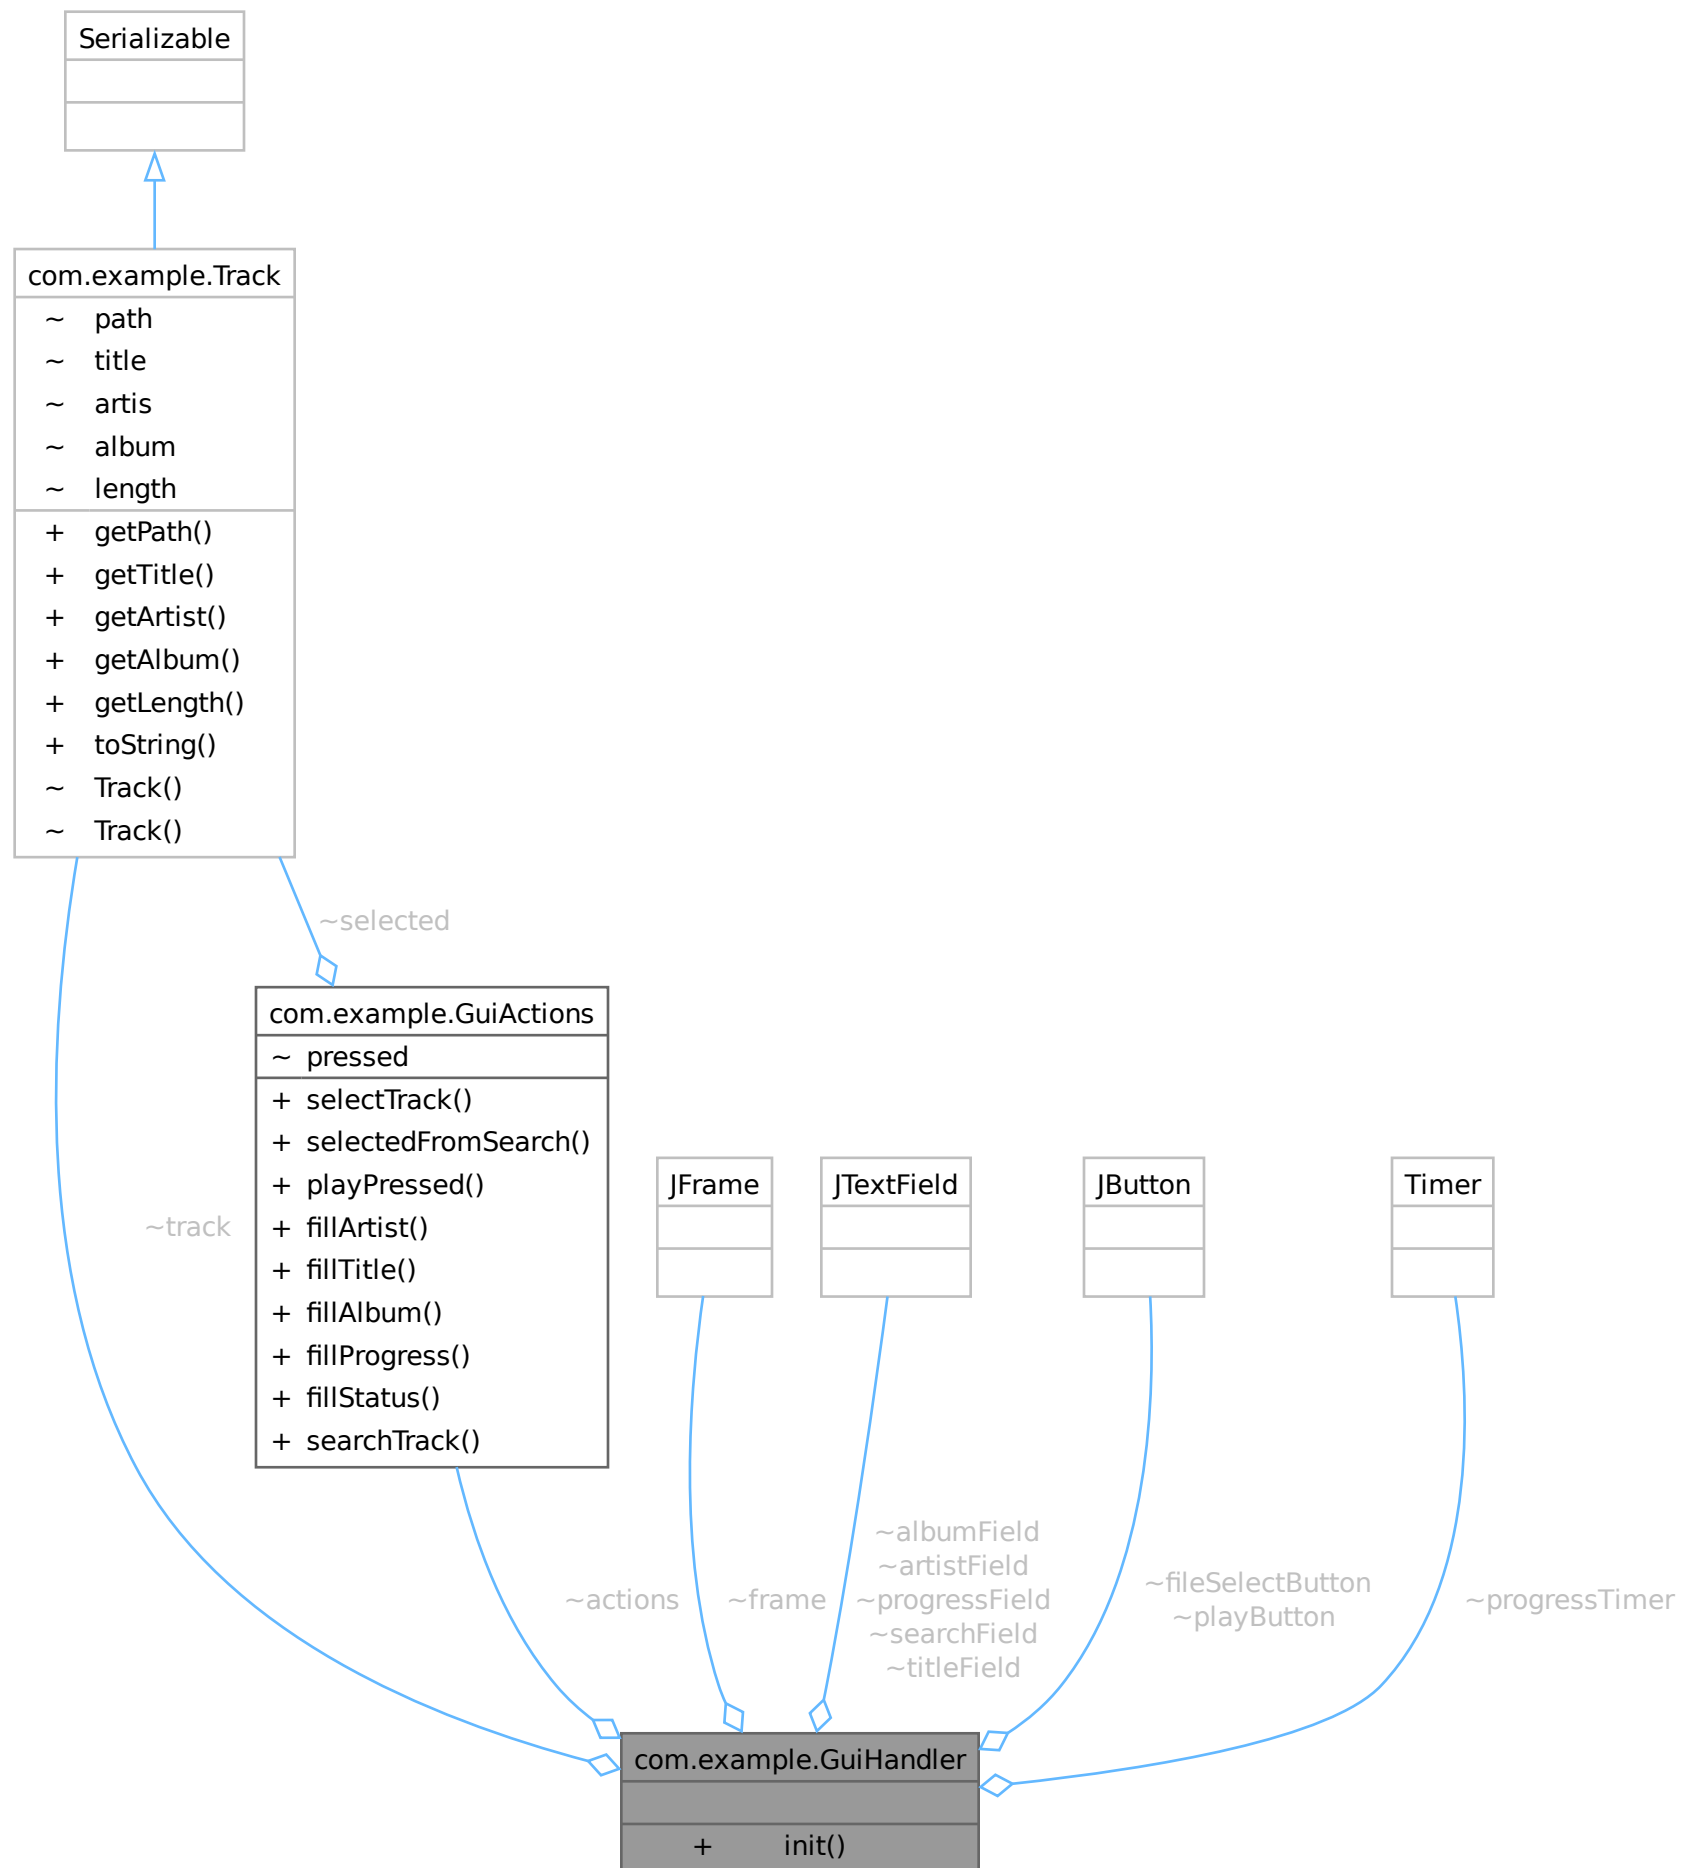 Serializable
com.example.Track
~ path
~ title
~ artis
~ album
~ length
+ getPath()
+ getTitle()
+ getArtist()
+ getAlbum()
+ getLength()
+ toString()
~ Track()
~ Track()
~selected
com.example.GuiActions
~ pressed
+ selectTrack()
+ selectedFromSearch()
+ playPressed()
+ fillArtist()
+ fillTitle()
+ fillAlbum()
+ fillProgress()
+ fillStatus()
+ searchTrack()
~track
JFrame
JTextField
JButton
Timer
~actions
~frame
~albumField
~artistField
~progressField
~searchField
~titleField
~fileSelectButton
~playButton
~progressTimer
com.example.GuiHandler
+ init()